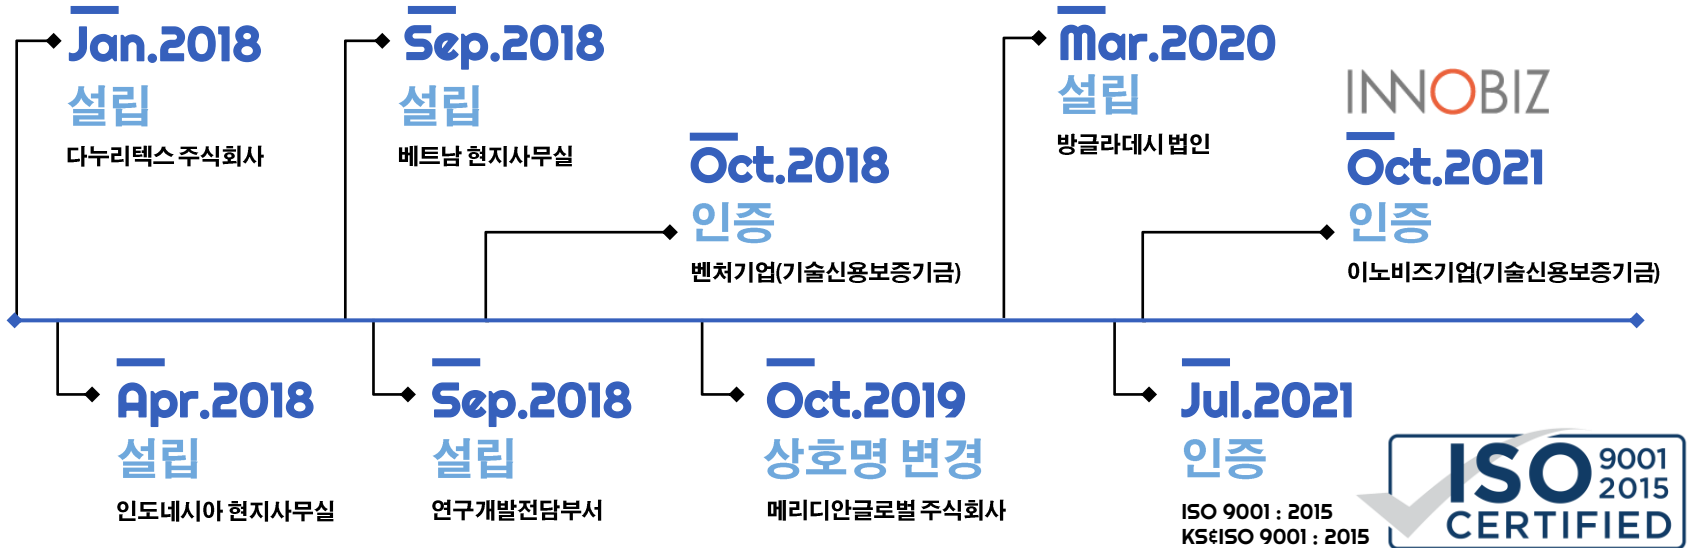 Jan.2018
설립
다누리텍스 주식회사
Sep.2018
설립
베트남 현지사무실
Oct.2018
인증
벤처기업(기술신용보증기금)
Mar.2020
설립
방글라데시 법인
INNOBIZ
Oct.2021
인증
이노비즈기업(기술신용보증기금)
Apr.2018
설립
인도네시아 현지사무실
Sep.2018
설립
연구개발전담부서
Oct.2019
상호명 변경
메리디안글로벌 주식회사
Jul.2021
인증
ISO 9001 : 2015
KS¢ISO 9001 : 2015
ISO 9001
2015
CERTIFIED